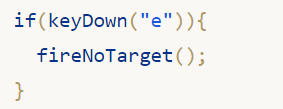 if(keyDown("e")){
  fireNoTarget();
}